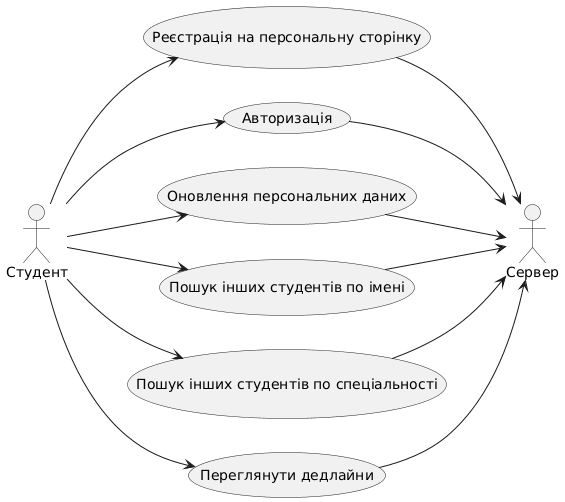 Реєстрація на персональну сторінку
Авторизація
Оновлення персональних даних
Студент
Сервер
Пошук інших студентів по імені
Пошук інших студентів по спеціальності
Переглянути дедлайни